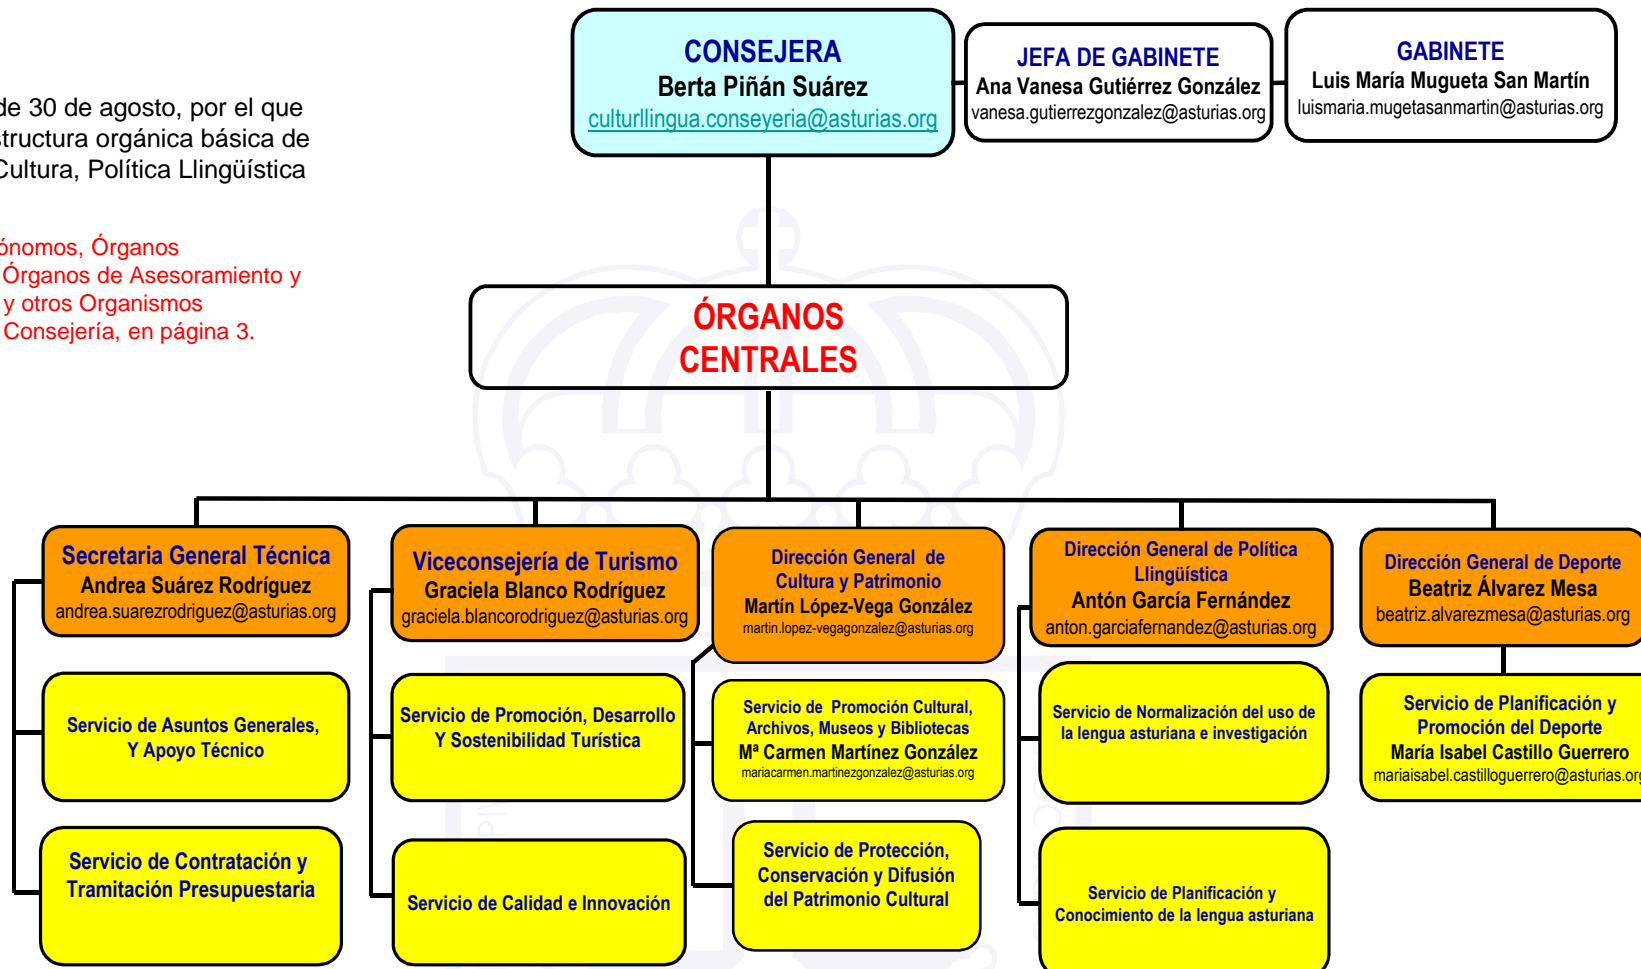 CONSEJERA
Berta Piñán Suárez
culturllingua.conseyeria@asturias.org
JEFA DE GABINETE
Ana Vanesa Gutiérrez González
vanesa.gutierrezgonzalez@asturias.org
GABINETE
Luis María Mugueta San Martín
luismaria.mugetasanmartin@asturias.org
de 30 de agosto, por el que
structura orgánica básica de
Cultura, Política Llingüística
ónomos, Órganos
Órganos de Asesoramiento y
y otros Organismos
Consejería, en página 3.
ÓRGANOS
CENTRALES
Secretaria General Técnica
Andrea Suárez Rodríguez
andrea.suarezrodriguez@asturias.org
Servicio de Asuntos Generales,
Y Apoyo Técnico
Servicio de Contratación y
Tramitación Presupuestaria
Viceconsejería de Turismo
Graciela Blanco Rodríguez
graciela.blancorodriguez@asturias.org
Servicio de Promoción, Desarrollo
Y Sostenibilidad Turística
Servicio de Calidad e Innovación
Dirección General de
Cultura y Patrimonio
Martín López-Vega González
martin.lopez-vegagonzalez@asturias.org
Servicio de Promoción Cultural,
Archivos, Museos y Bibliotecas
Mª Carmen Martínez González
mariacarmen.martinezgonzalez@asturias.org
Servicio de Protección,
Conservación y Difusión
del Patrimonio Cultural
Dirección General de Política
Llingüística
Antón García Fernández
anton.garciafernandez@asturias.org
Servicio de Normalización del uso de
la lengua asturiana e investigación
Servicio de Planificación y
Conocimiento de la lengua asturiana
Dirección General de Deporte
Beatriz Álvarez Mesa
beatriz.alvarezmesa@asturias.org
Servicio de Planificación y
Promoción del Deporte
María Isabel Castillo Guerrero
mariaisabel.castilloguerrero@asturias.org